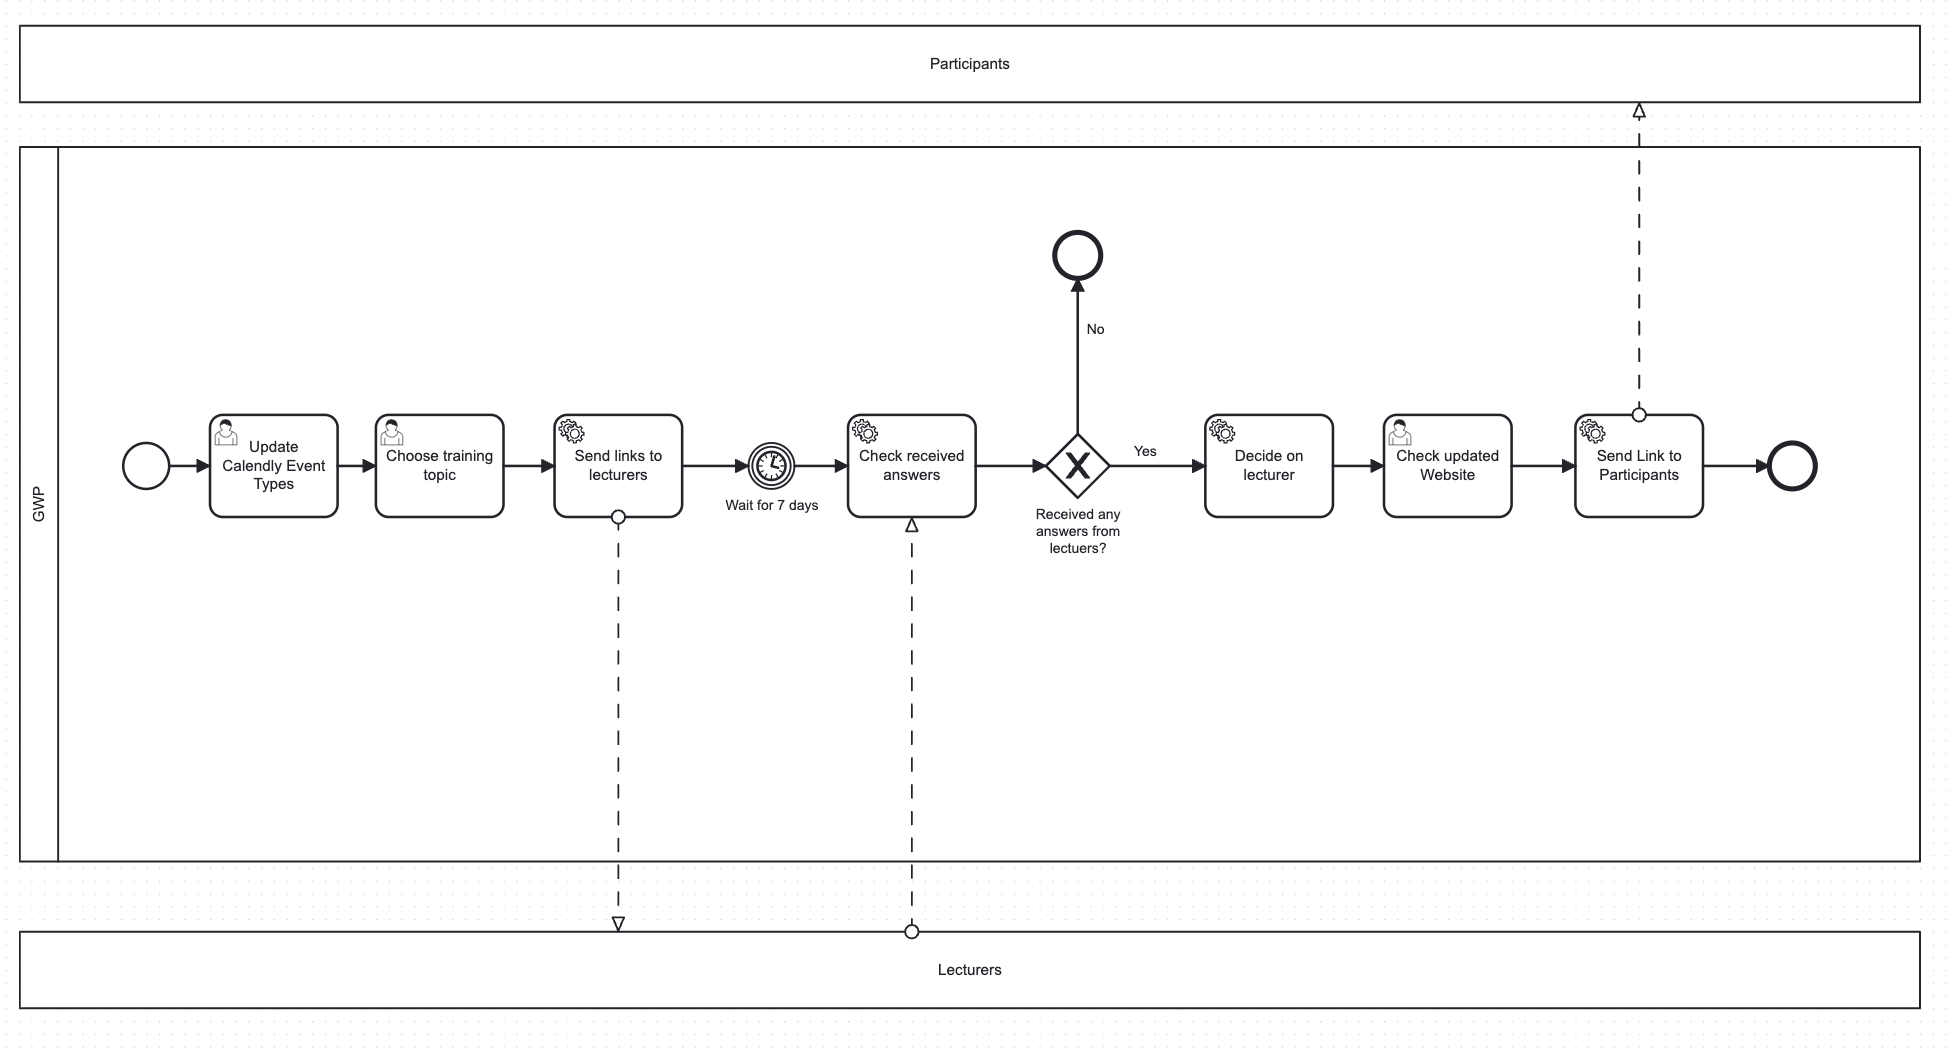 Participants
GWP
No
Update
Calendly Event
Types
Choose training
topic
Send links to
lecturers
Wait for 7 days
Check received
answers
Received any
answers from
lectuers?
Yes
Decide on
lecturer
Check updated
Website
Send Link to
Participants
Lecturers